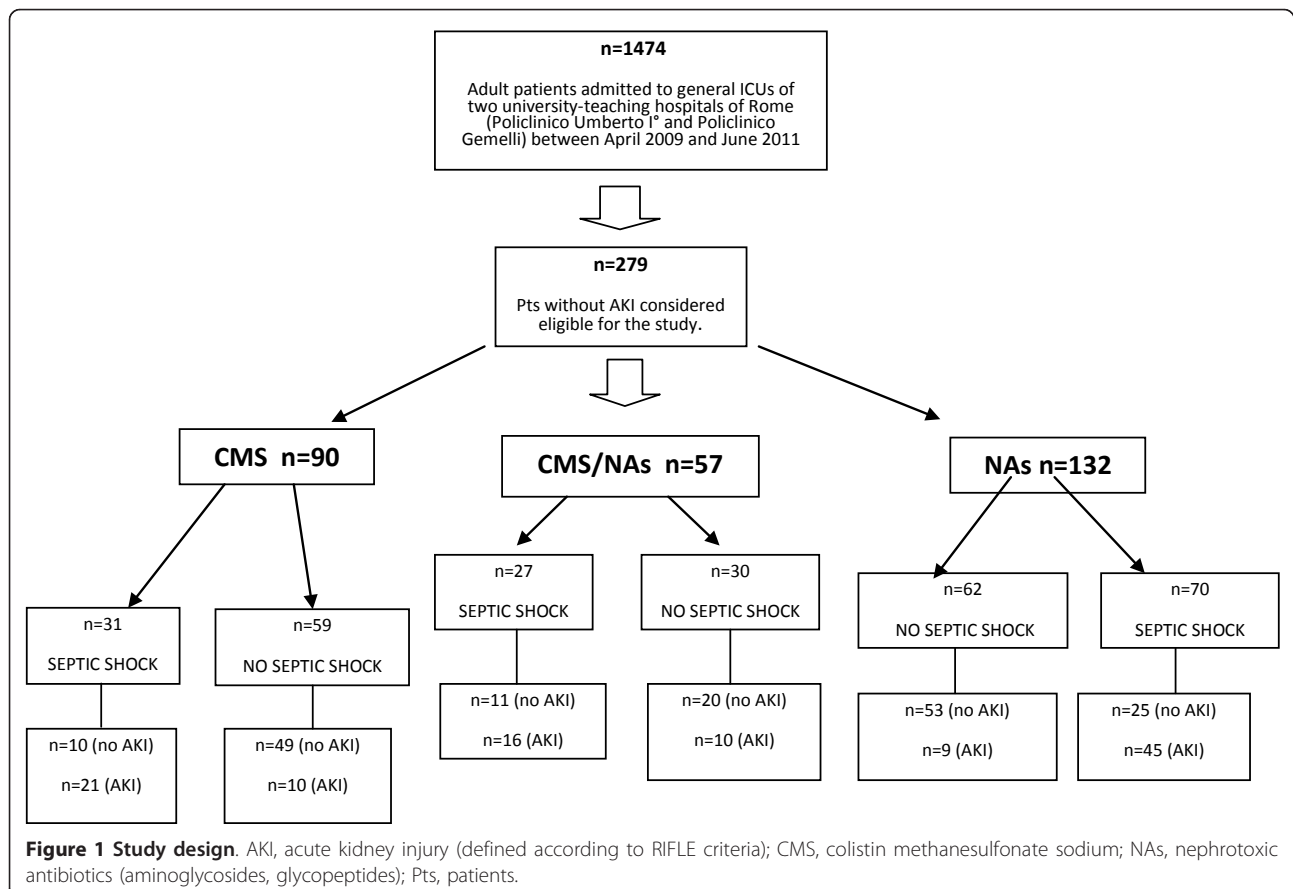 n=1474
Adult patients admitted to general ICUs of
two university-teaching hospitals of Rome
(Policlinico Umberto I° and Policlinico
Gemelli) between April 2009 and June 2011
n=279
Pts without AKI considered
eligible for the study.
CMS n=90
CMS/NAs n=57
NAs n=132
n=31
SEPTIC SHOCK
n=59
NO SEPTIC SHOCK
n=27
SEPTIC SHOCK
n=30
NO SEPTIC SHOCK
n=62
NO SEPTIC SHOCK
n=70
SEPTIC SHOCK
n=10 (no AKI)
n=21 (AKI)
n=49 (no AKI)
n=10 (AKI)
n=11 (no AKI)
n=16 (AKI)
n=20 (no AKI)
n=10 (AKI)
n=53 (no AKI)
n=9 (AKI)
n=25 (no AKI)
n=45 (AKI)
Figure 1 Study design. AKI, acute kidney injury (defined according to RIFLE criteria); CMS, colistin methanesulfonate sodium; NAs, nephrotoxic
antibiotics (aminoglycosides, glycopeptides); Pts, patients.